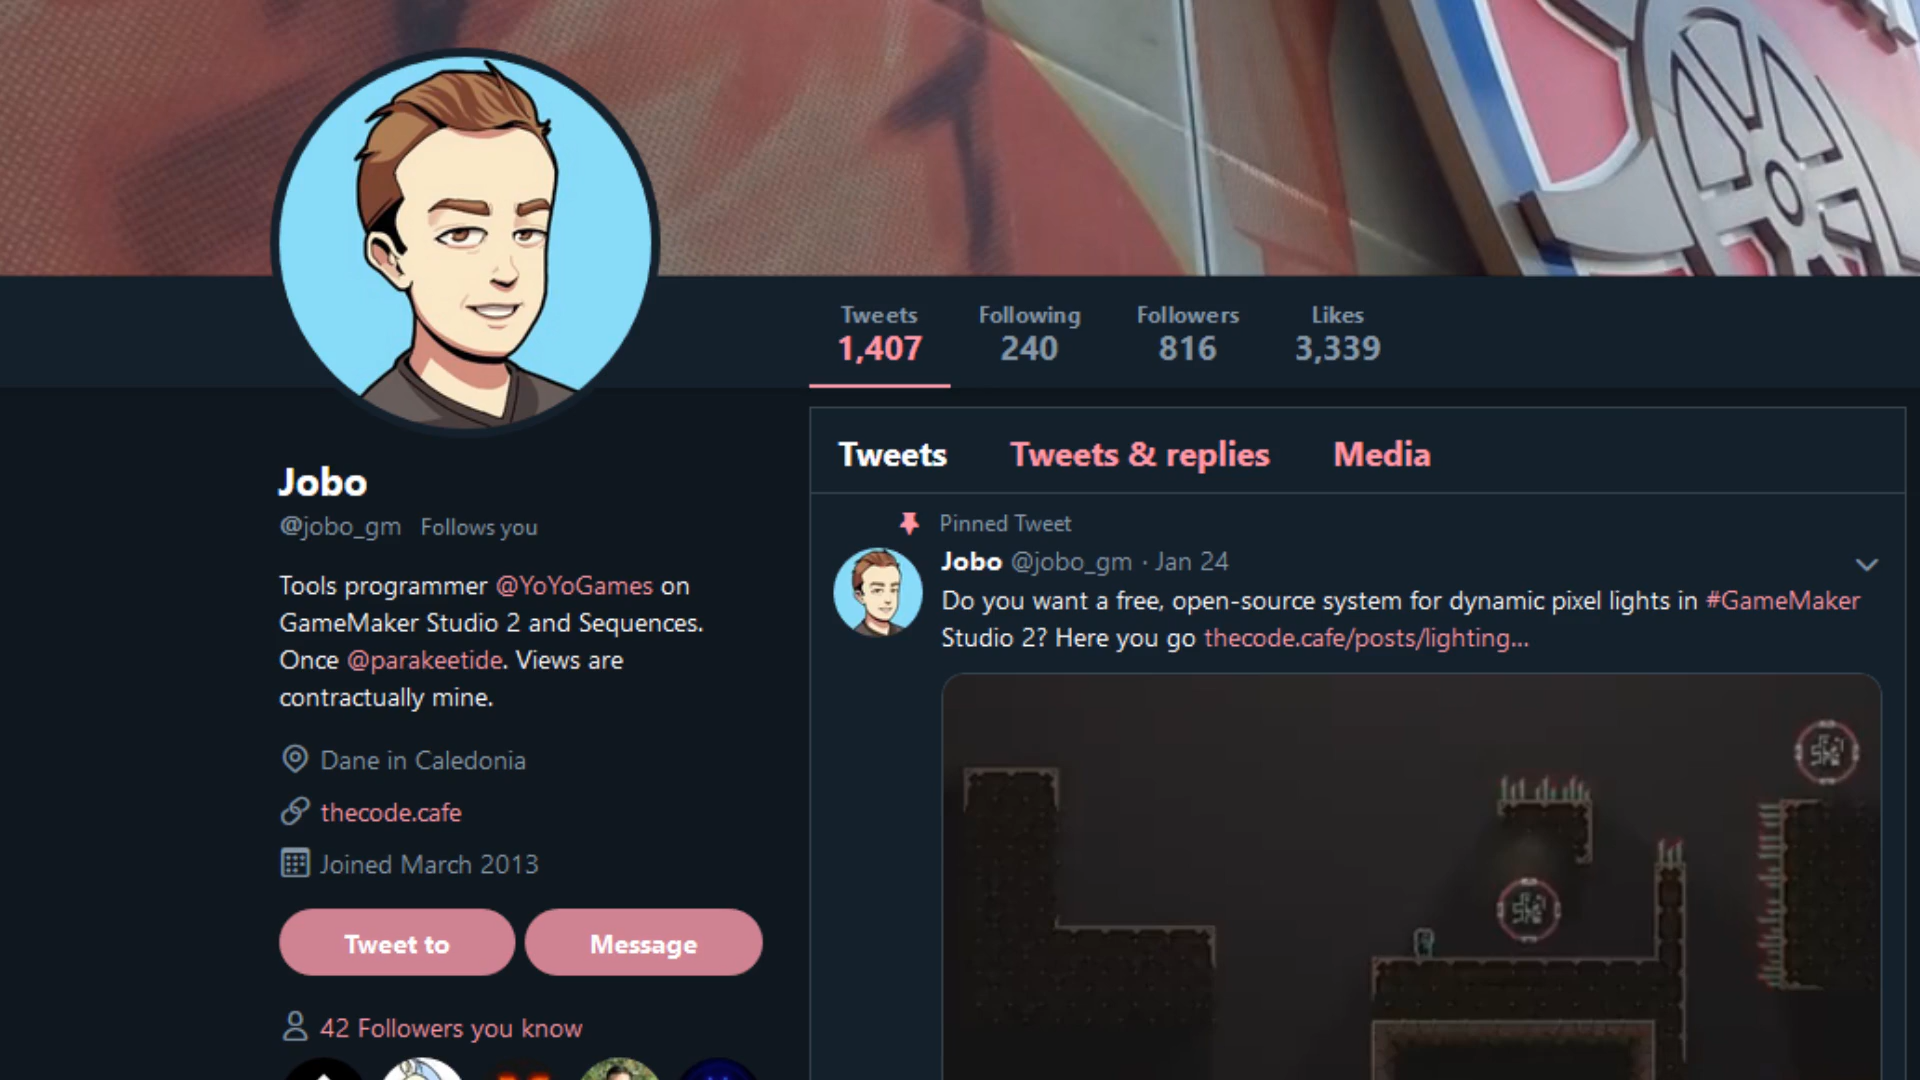 Tweets
1,407
Following
240
Followers
816
Likes
3,339
Jobo
@jobo_gm Follows you
Tools programmer @YoYoGames on
GameMaker Studio 2 and Sequences.
Once @parakeetide. Views are
contractually mine.
Dane in Caledonia
thecode.cafe
Joined March 2013
Tweet to
Message
42 Followers you know
Tweets
Tweets & replies
Media
Pinned Tweet
Jobo @jobo_gm · Jan 24
Do you want a free, open-source system for dynamic pixel lights in #GameMaker
Studio 2? Here you go thecode.cafe/posts/lighting...